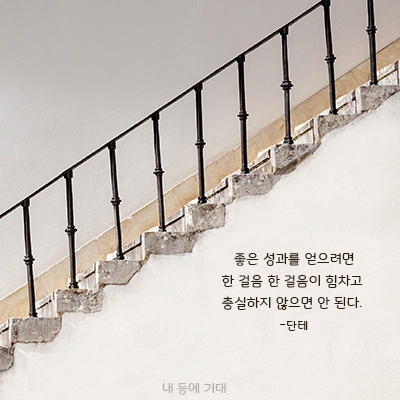 좋은 성과를 얻으려면
한 걸음 한 걸음이 힘차고
충실하지 않으면 안 된다.
-단테
내 등에 기대